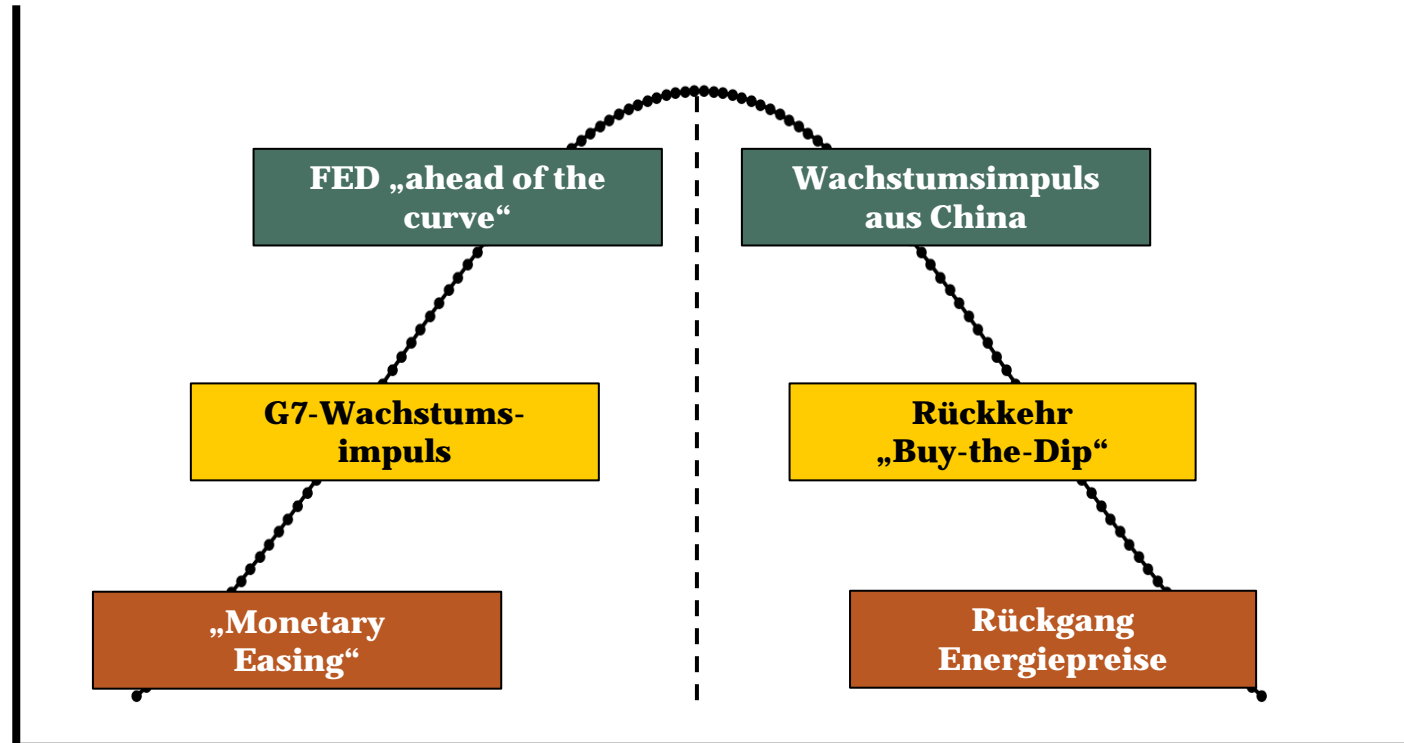 FED „ahead of the
curve“
Wachstumsimpuls
aus China
G7-Wachstums-
impuls
Rückkehr
„Buy-the-Dip“
„Monetary
Easing“
Rückgang
Energiepreise